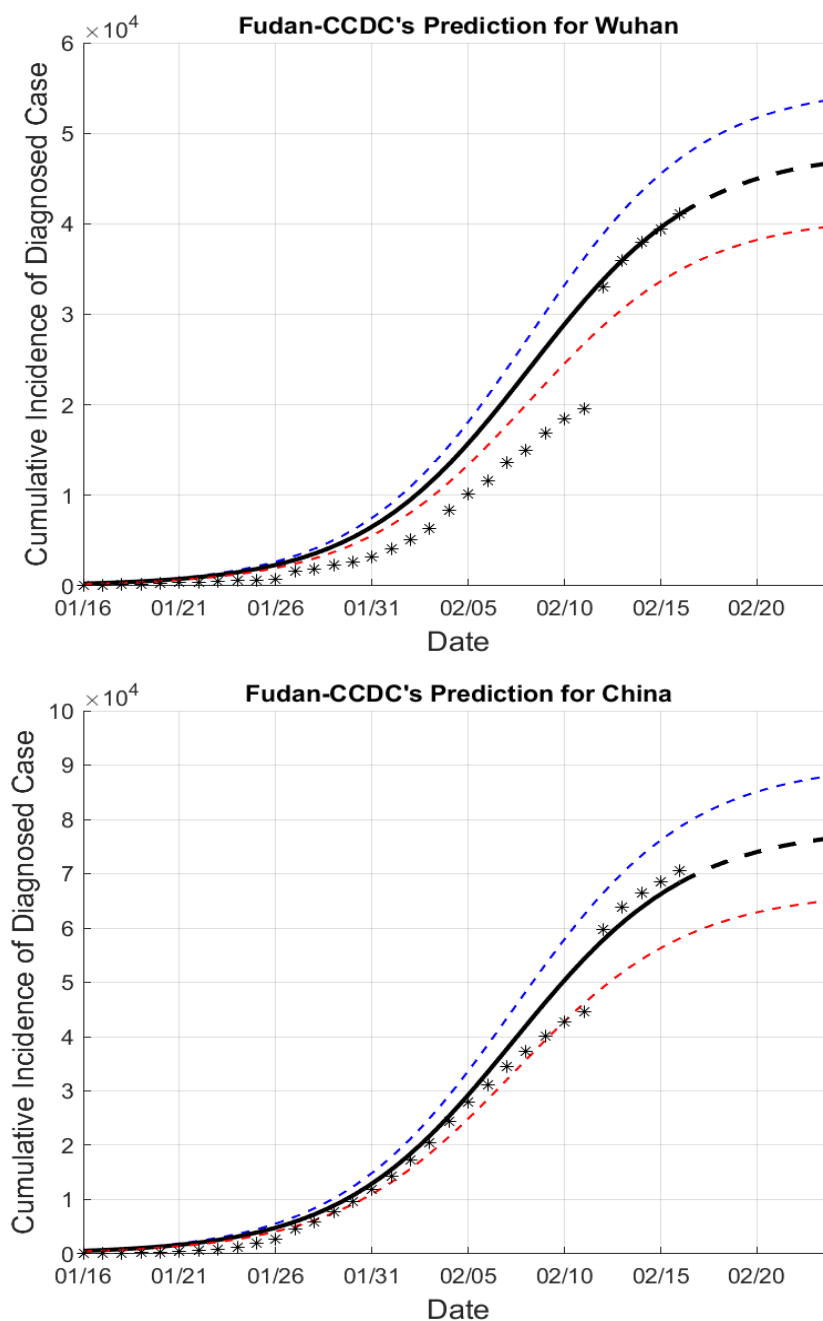 Fudan-CCDC's Prediction for Wuhan
×10^4
6
5
4
3
2
1
0
Cumulative Incidence of Diagnosed Case
01/16 01/21 01/26 01/31 02/05 02/10 02/15 02/20
Date
Fudan-CCDC's Prediction for China
×10^4
10
9
8
7
6
5
4
3
2
1
0
Cumulative Incidence of Diagnosed Case
01/16 01/21 01/26 01/31 02/05 02/10 02/15 02/20
Date